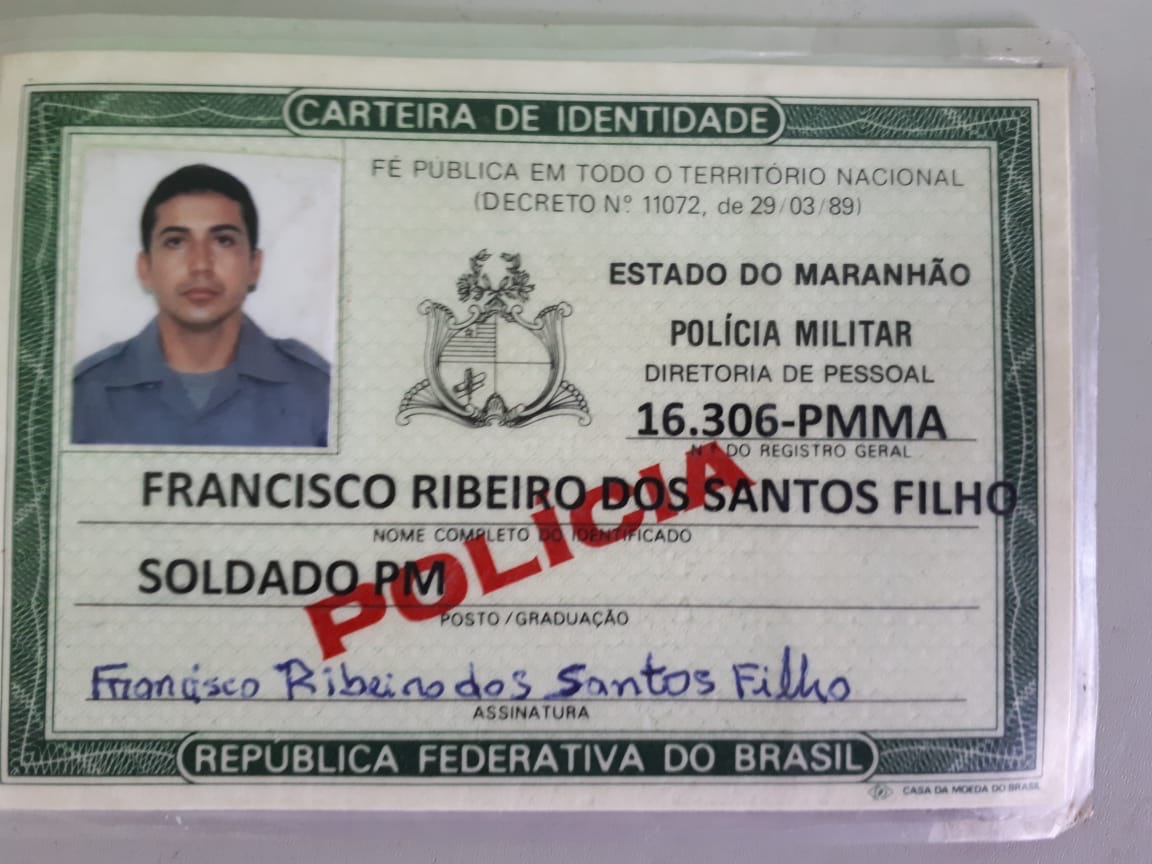 CARTEIRA DE IDENTIDADE
FÉ PÚBLICA EM TODO O TERRITÓRIO NACIONAL
(DECRETO Nº 11072, de 29/03/89)
ESTADO DO MARANHÃO
POLÍCIA MILITAR
DIRETORIA DE PESSOAL
16.306-PMMA
N.º DO REGISTRO GERAL
FRANCISCO RIBEIRO DOS SANTOS FILHO
NOME COMPLETO DO IDENTIFICADO
POLÍCIA
SOLDADO PM
POSTO/GRADUAÇÃO
Francisco Ribeiro dos Santos Filho
ASSINATURA
REPÚBLICA FEDERATIVA DO BRASIL
CASA DA MOEDA DO BRASIL